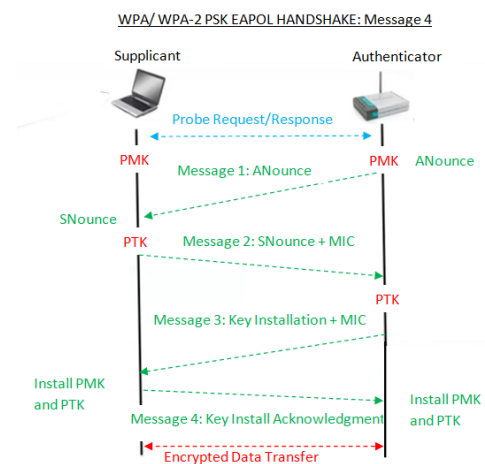 WPA/ WPA-2 PSK EAPOL HANDSHAKE: Message 4
Supplicant
Authenticator
Probe Request/Response
PMK
PMK
ANounce
Message 1: ANounce
SNounce
PTK
Message 2: SNounce + MIC
PTK
Message 3: Key Installation + MIC
Install PMK
and PTK
Install PMK
and PTK
Message 4: Key Install Acknowledgment
Encrypted Data Transfer